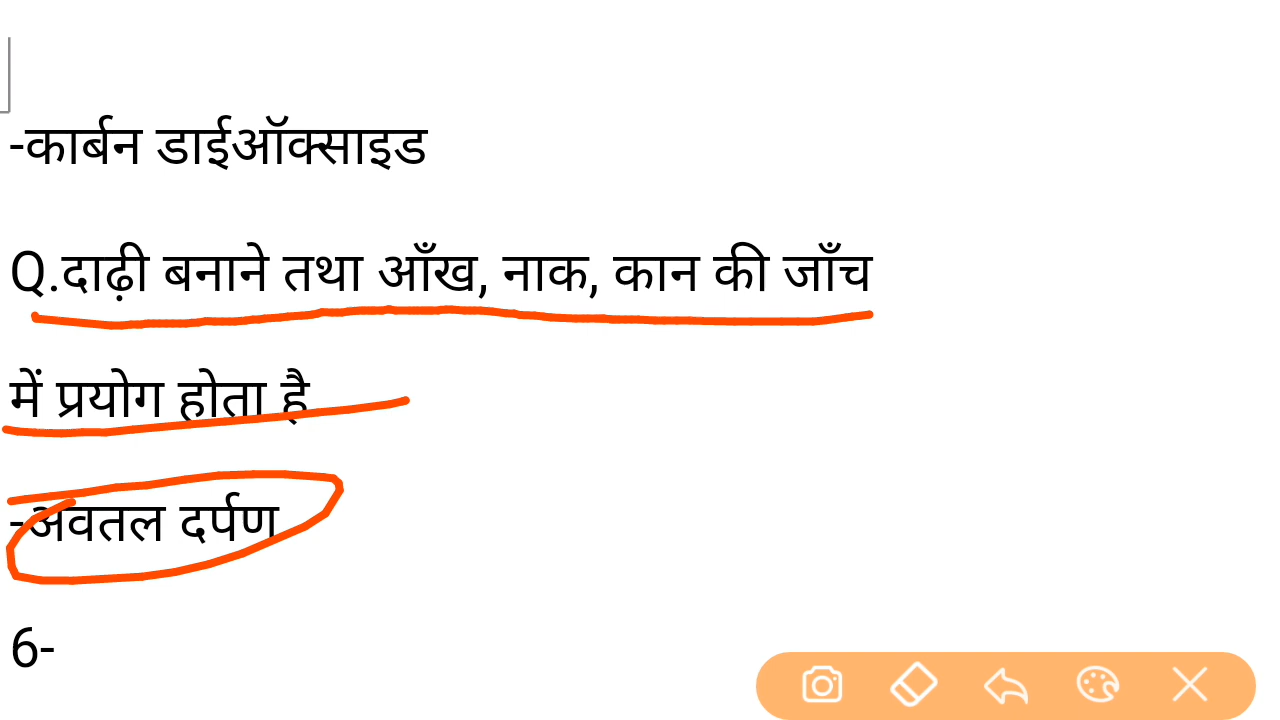 -कार्बन डाईऑक्साइड
Q.दाढ़ी बनाने तथा आँख, नाक, कान की जाँच
में प्रयोग होता है
-अवतल दर्पण
6-